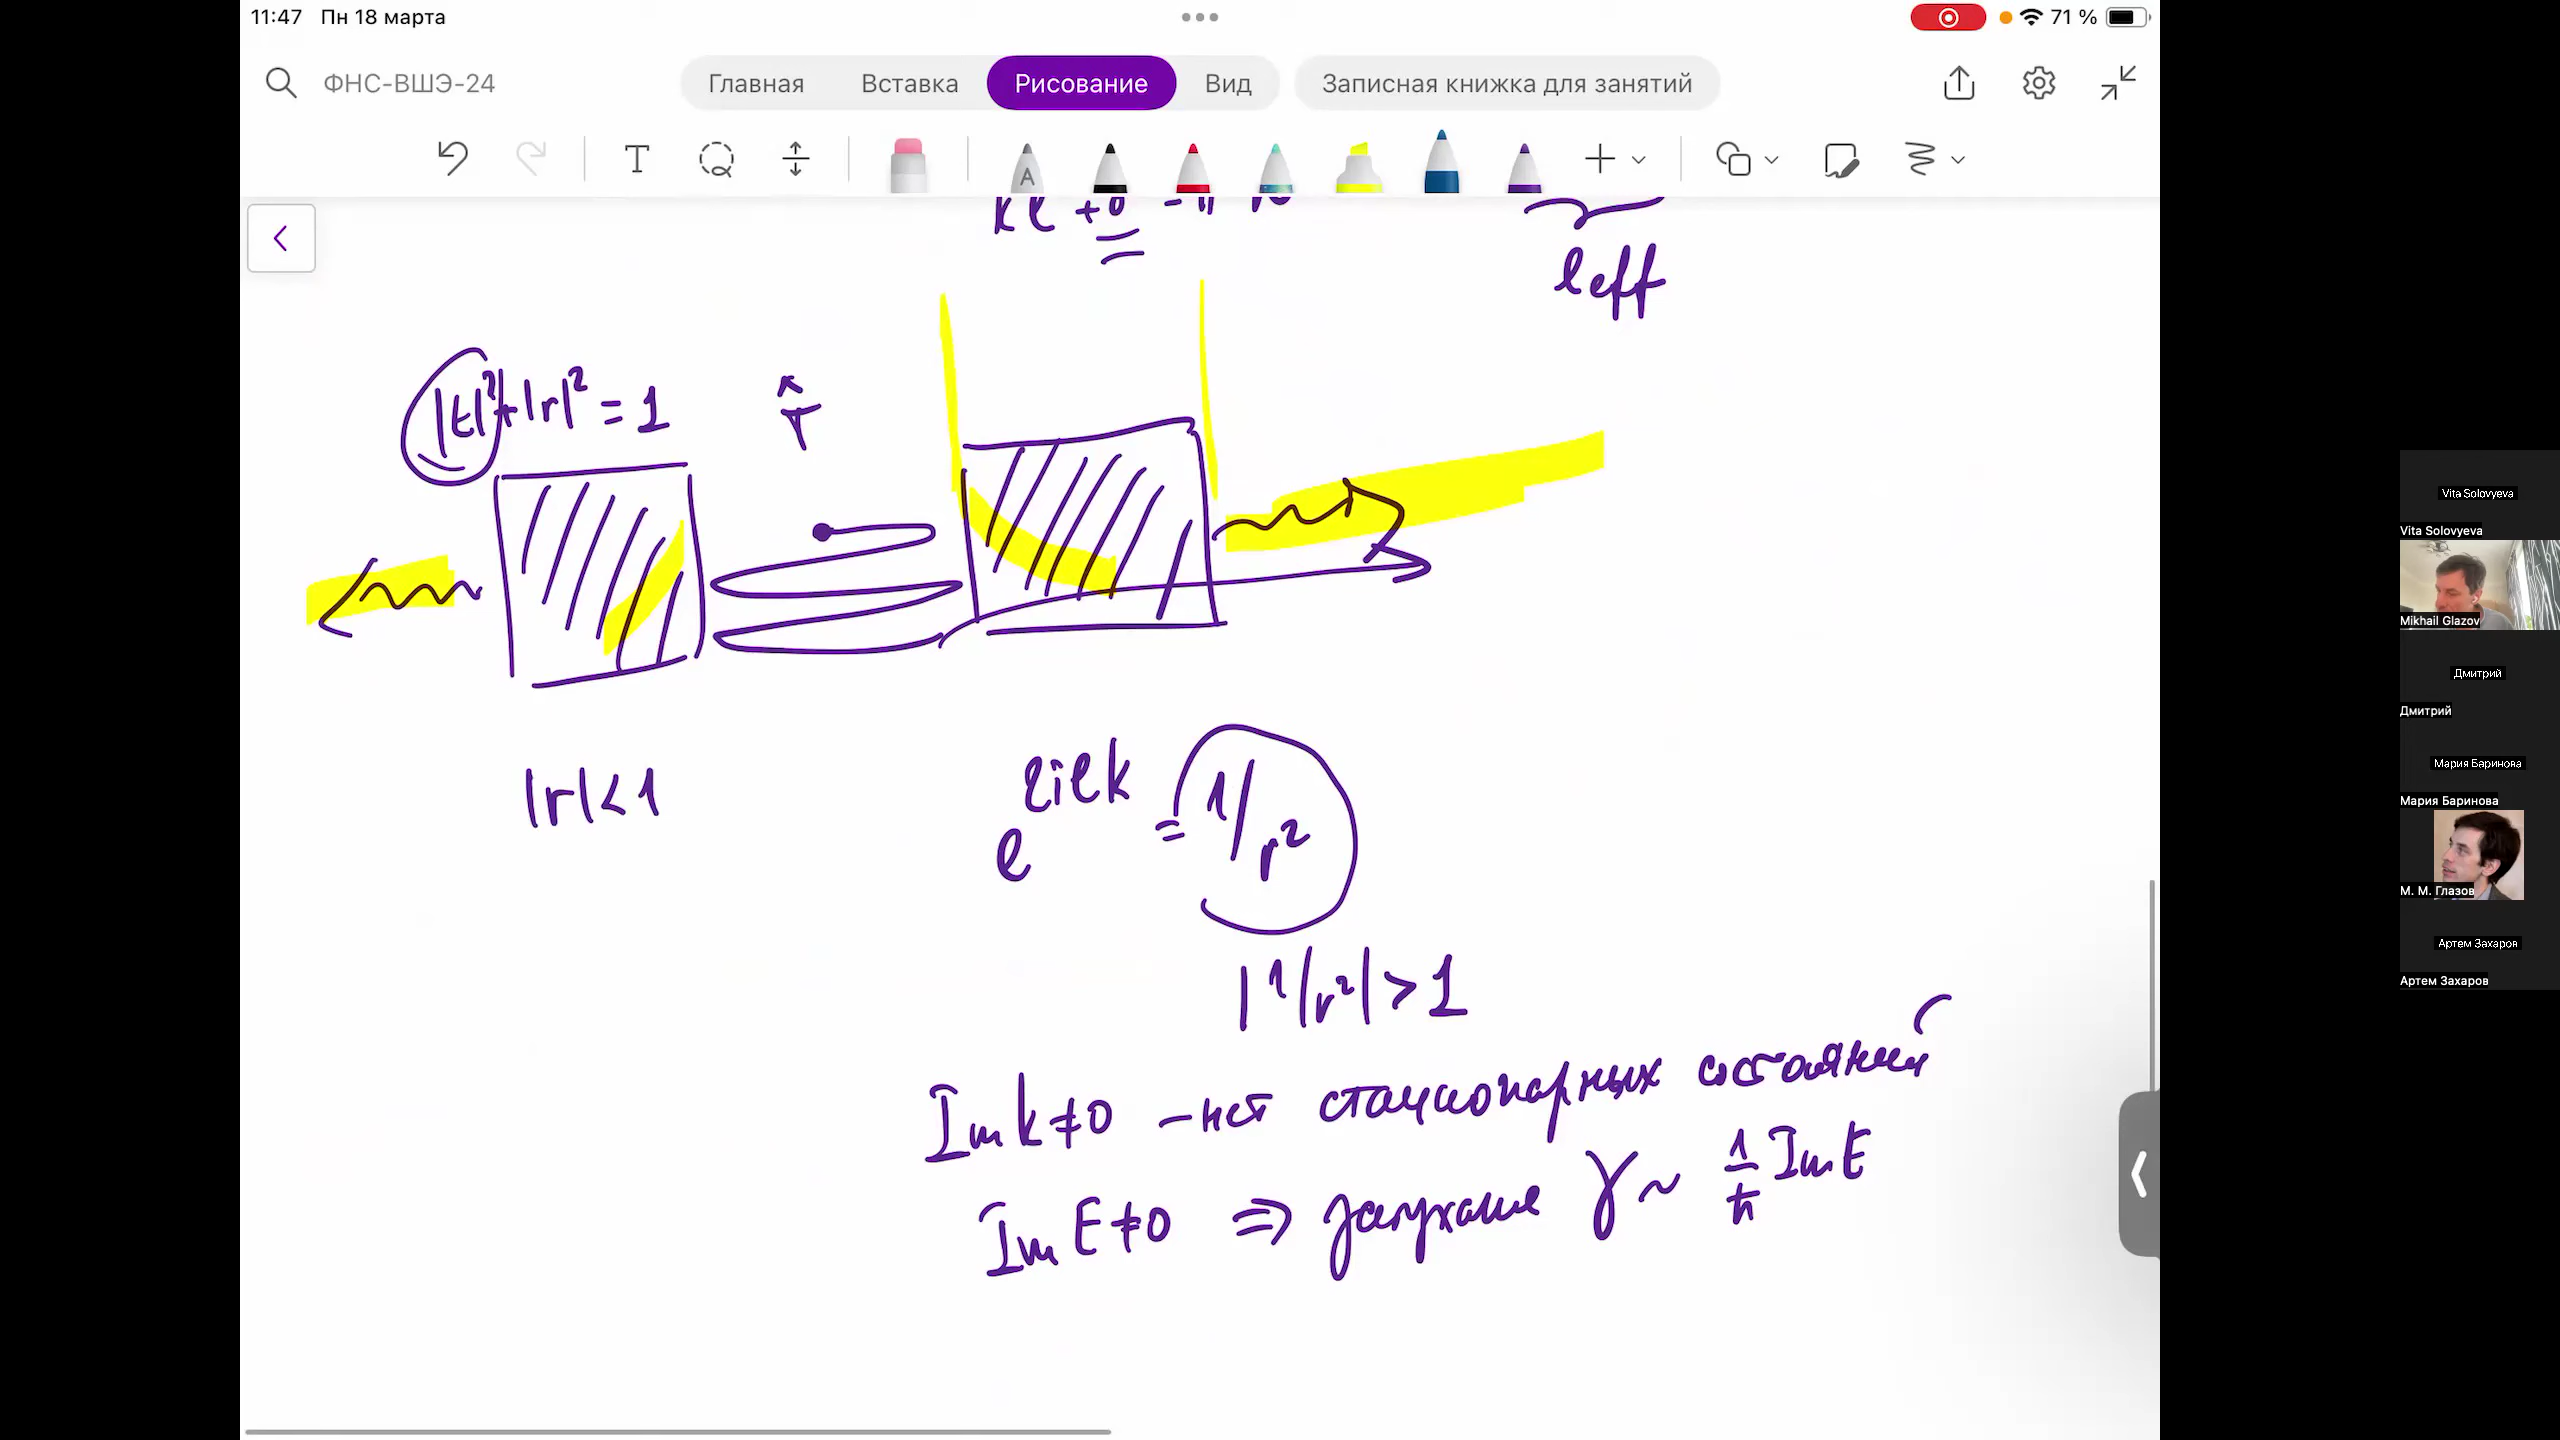 11:47 Пн 18 марта
71 %
ФНС-ВШЭ-24
Главная Вставка Рисование Вид Записная книжка для занятий
T A
leff
|t|²+|r|² = 1
T̂
|r|<1
e^{2ilk} = 1/r²
|1/r²| > 1
Im k ≠ 0 – нет стационарных состояний
Im E ≠ 0 ⇒ затухание γ ~ 1/ħ Im E
Vita Solovyeva
Vita Solovyeva
Mikhail Glazov
Дмитрий
Дмитрий
Мария Баринова
Мария Баринова
М. М. Глазов
Артем Захаров
Артем Захаров